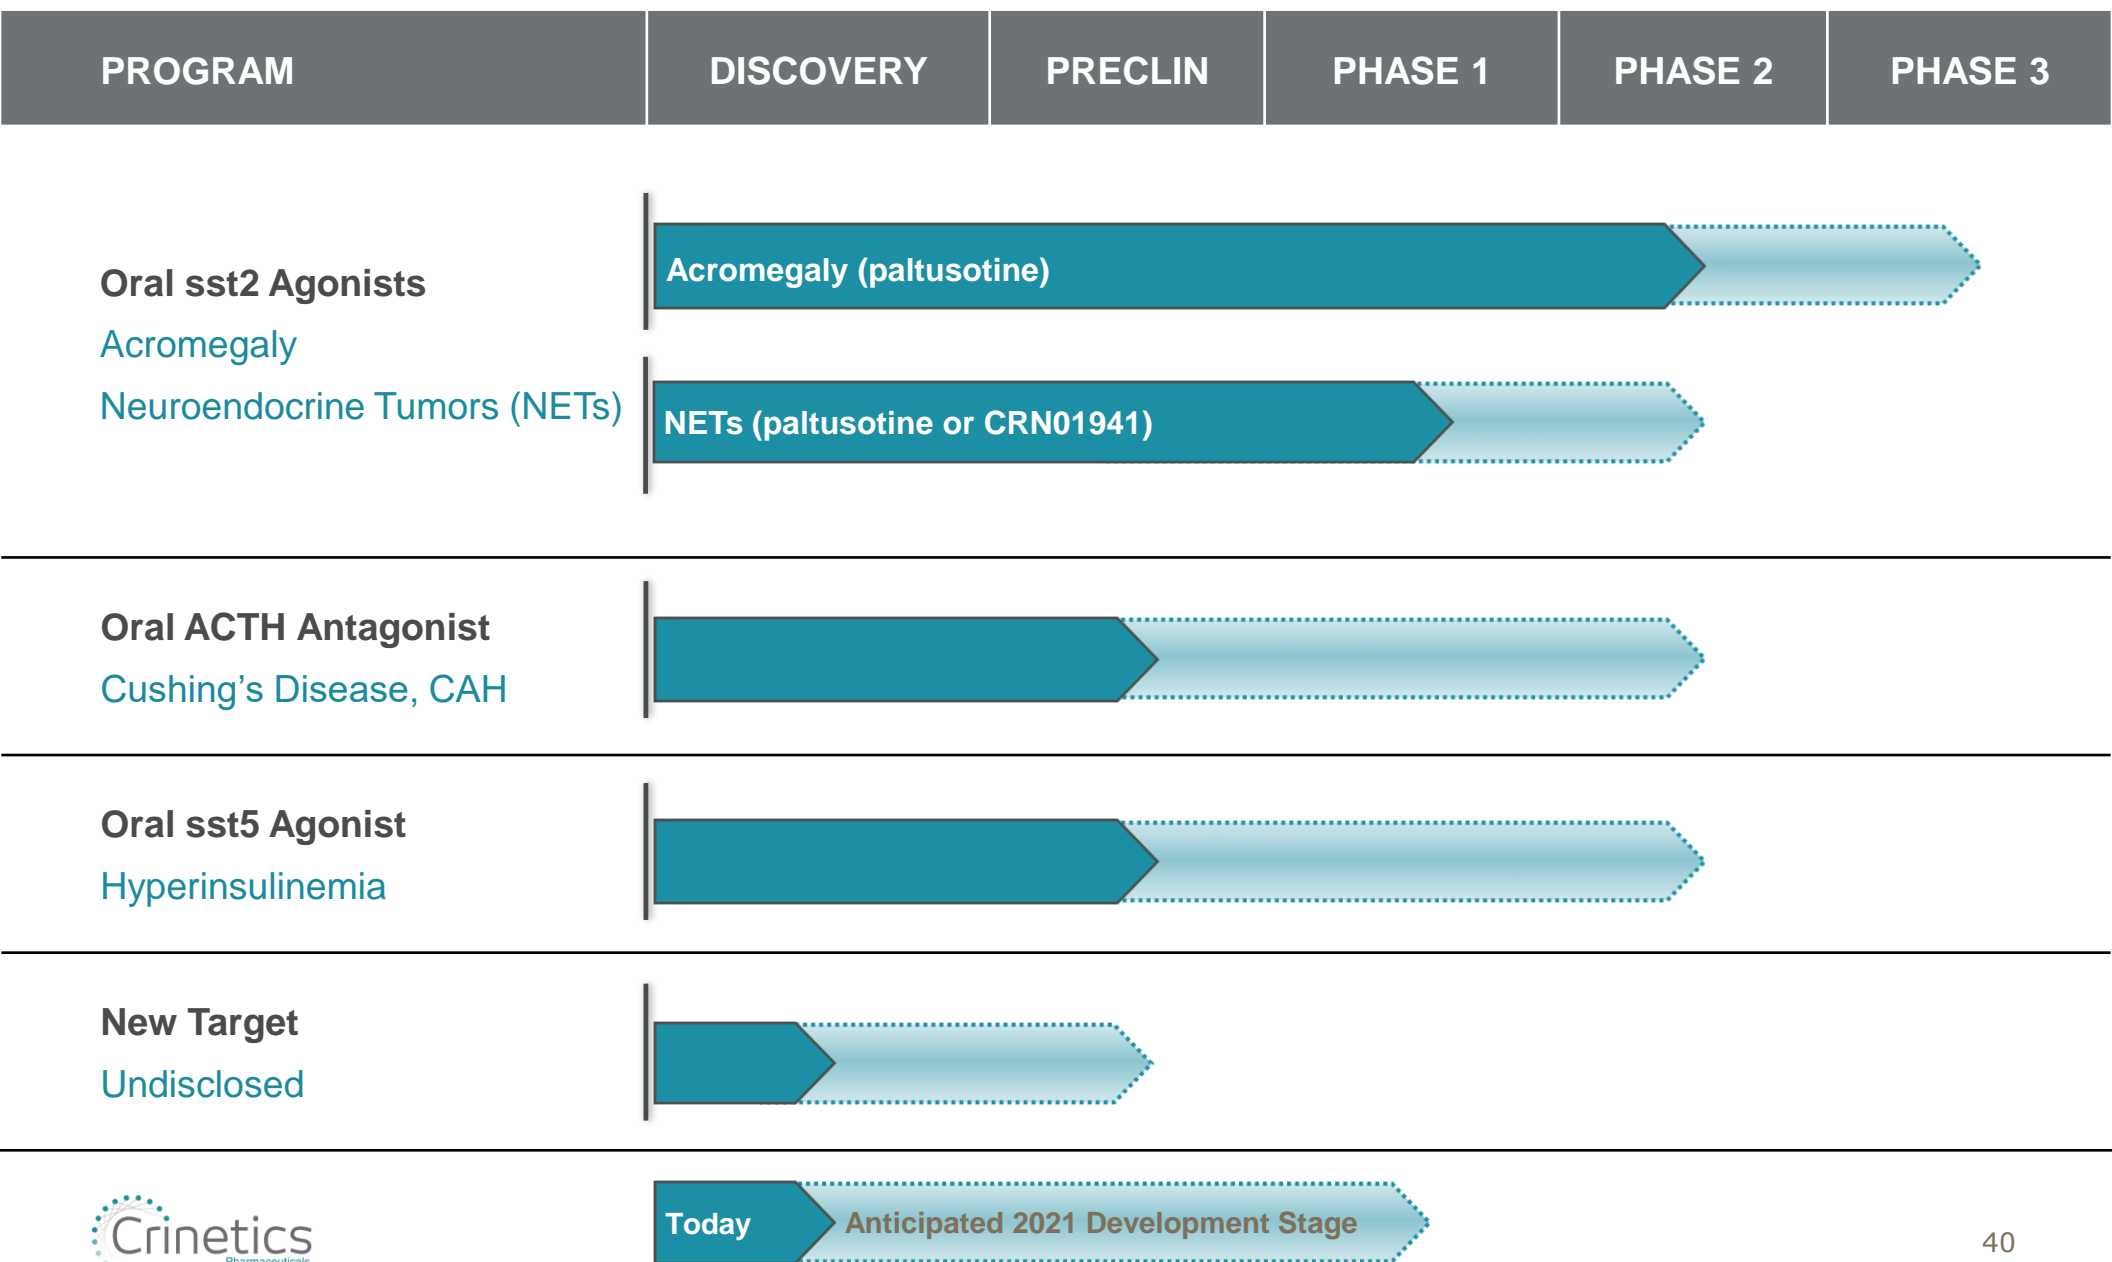 PROGRAM DISCOVERY PRECLIN PHASE 1 PHASE 2 PHASE 3
Oral sst2 Agonists
Acromegaly
Neuroendocrine Tumors (NETs)
Acromegaly (paltusotine)
NETs (paltusotine or CRN01941)
Oral ACTH Antagonist
Cushing’s Disease, CAH
Oral sst5 Agonist
Hyperinsulinemia
New Target
Undisclosed
Crinetics
Pharmaceuticals
Today
Anticipated 2021 Development Stage
40